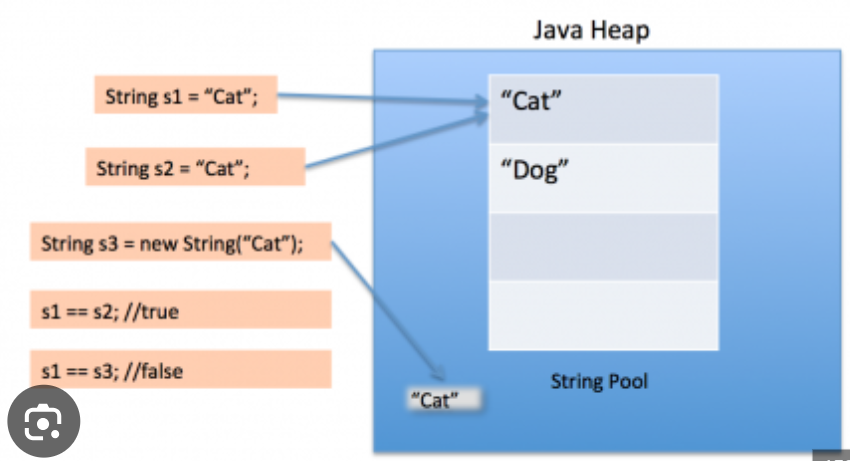 Java Heap
String s1 = “Cat”;
“Cat”
String s2 = “Cat”;
“Dog”
String s3 = new String(“Cat”);
s1 == s2; //true
s1 == s3; //false
String Pool
“Cat”